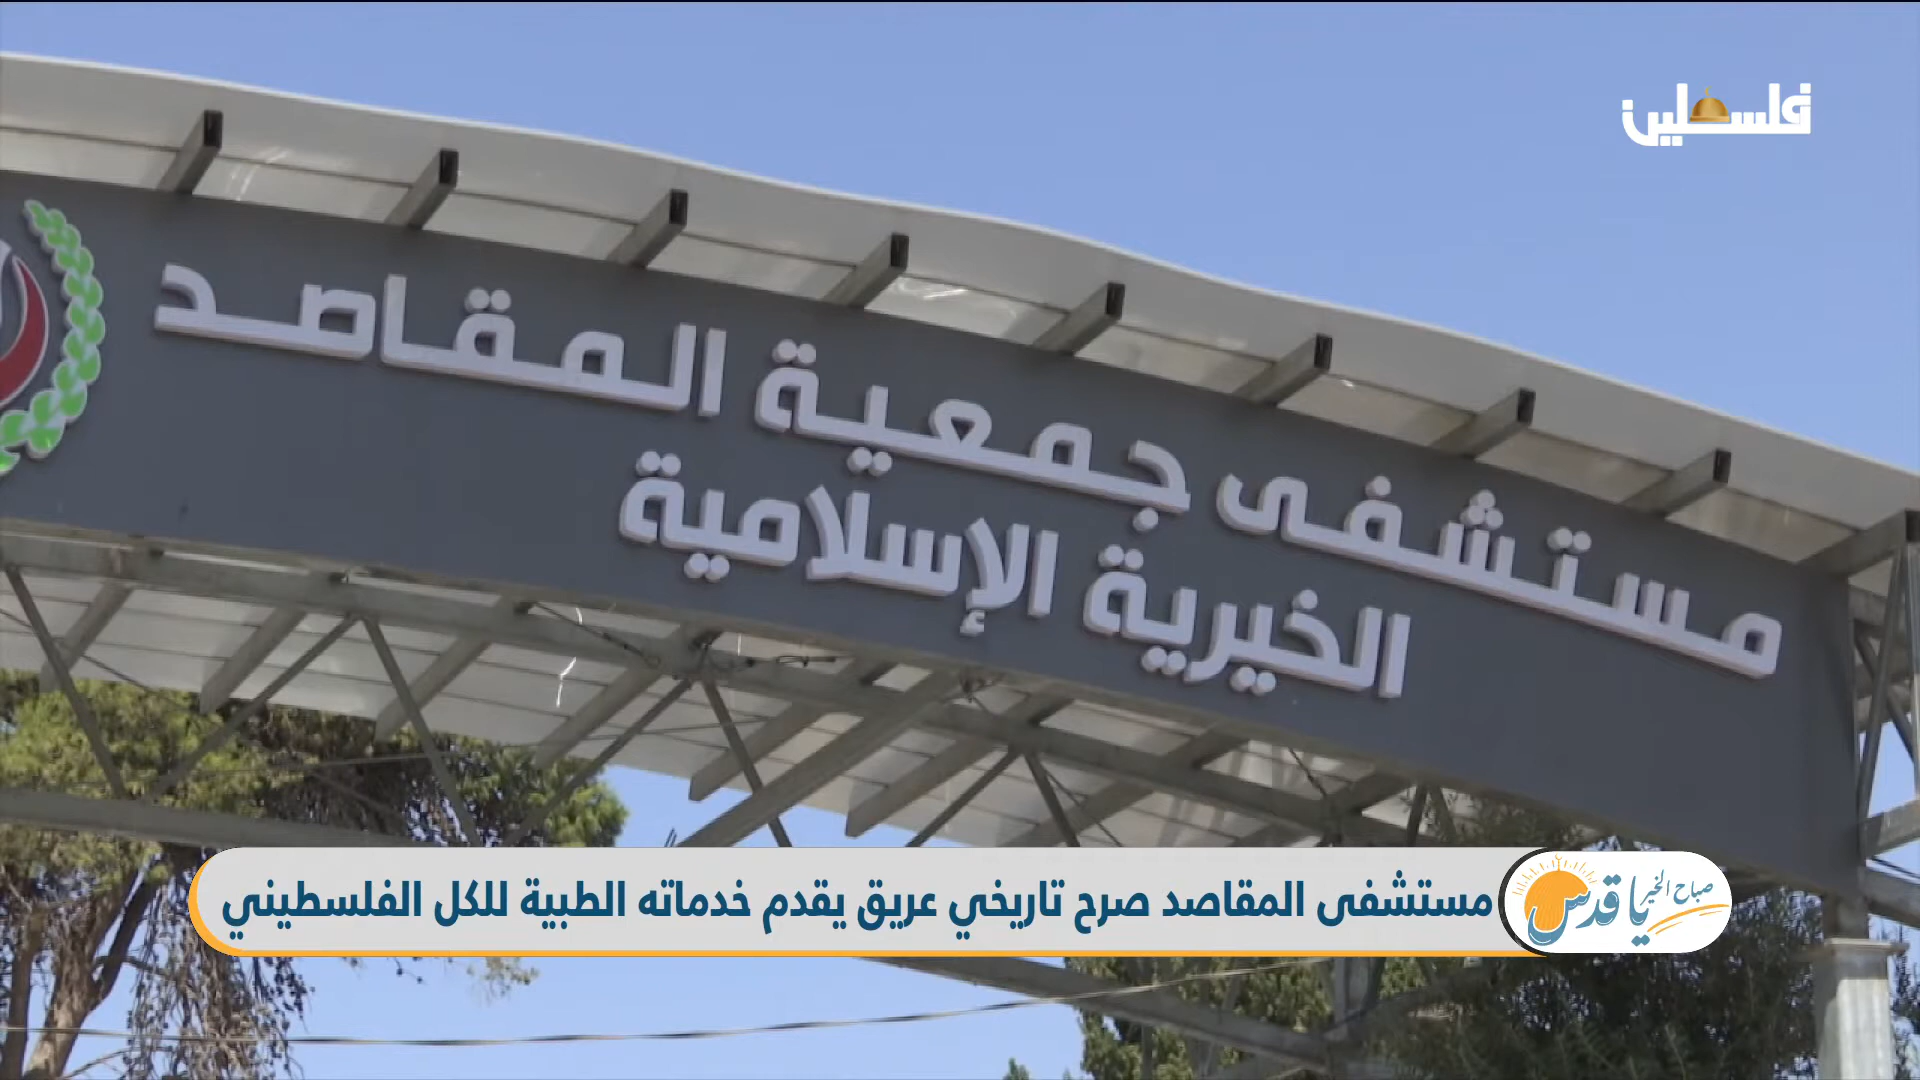 فلسطين
مستشفى جمعية المقاصد
الخيرية الإسلامية
صباح الخير يا قدس
مستشفى المقاصد صرح تاريخي عريق يقدم خدماته الطبية للكل الفلسطيني